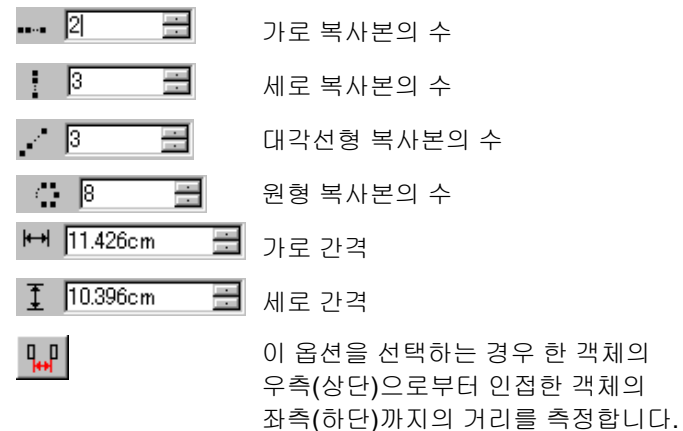 2 가로 복사본의 수
3 세로 복사본의 수
3 대각선형 복사본의 수
8 원형 복사본의 수
11.426cm 가로 간격
10.396cm 세로 간격
이 옵션을 선택하는 경우 한 객체의
우측(상단)으로부터 인접한 객체의
좌측(하단)까지의 거리를 측정합니다.